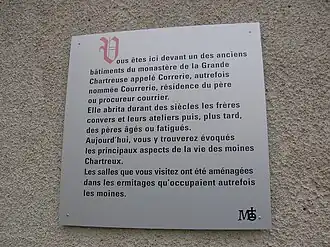 Vous êtes ici devant un des anciens
bâtiments du monastère de la Grande
Chartreuse appelé Correrie, autrefois
nommée Courrerie, résidence du père
ou procureur courrier.
Elle abrita durant des siècles les frères
convers et leurs ateliers puis, plus tard,
des pères âgés ou fatigués.
Aujourd'hui, vous y trouverez évoqués
les principaux aspects de la vie des moines
Chartreux.
Les salles que vous visitez ont été aménagées
dans les ermitages qu'occupaient autrefois
les moines.